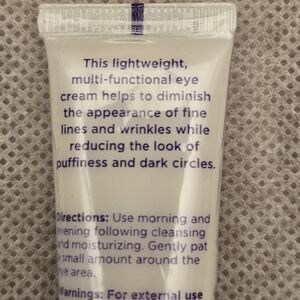 This lightweight,
multi-functional eye
cream helps to diminish
the appearance of fine
lines and wrinkles while
reducing the look of
puffiness and dark circles.
Directions: Use morning and
evening following cleansing
and moisturizing. Gently pat
a small amount around the
eye area.
Warnings: For external use